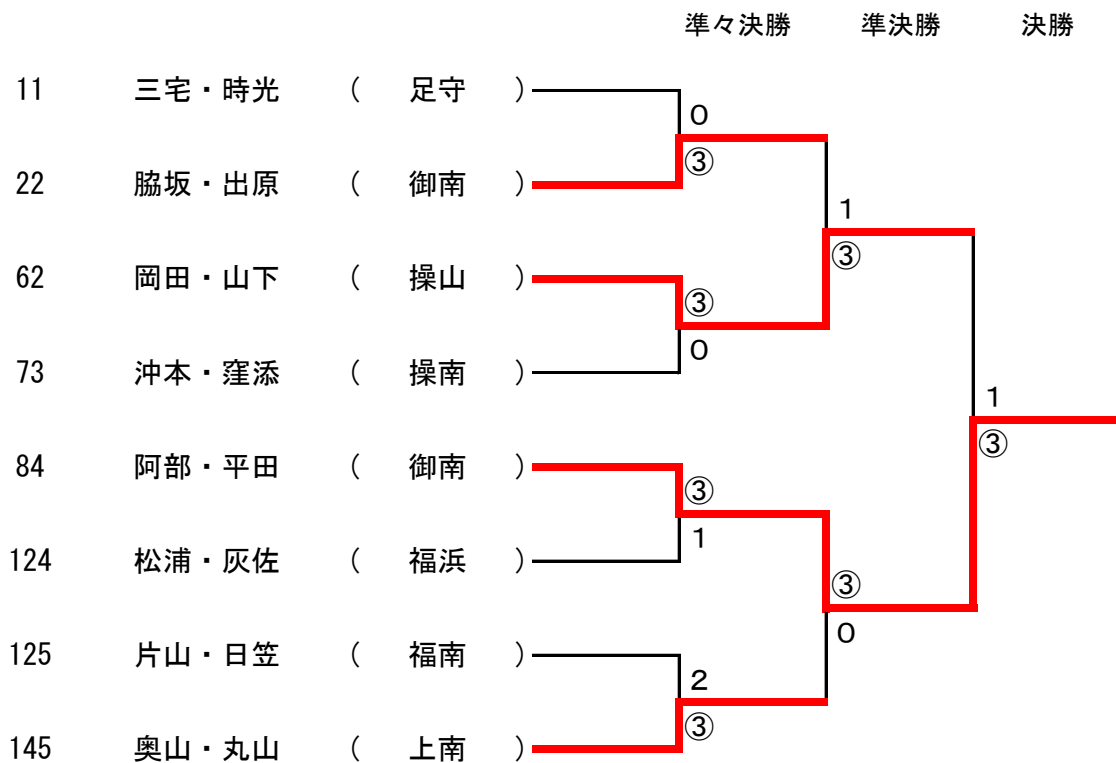 準々決勝 準決勝 決勝
11 三宅・時光 ( 足守 )
0
③
22 脇坂・出原 ( 御南 )
1
③
62 岡田・山下 ( 操山 )
③
0
73 沖本・窪添 ( 操南 )
1
③
84 阿部・平田 ( 御南 )
③
1
124 松浦・灰佐 ( 福浜 )
③
0
125 片山・日笠 ( 福南 )
2
③
145 奥山・丸山 ( 上南 )